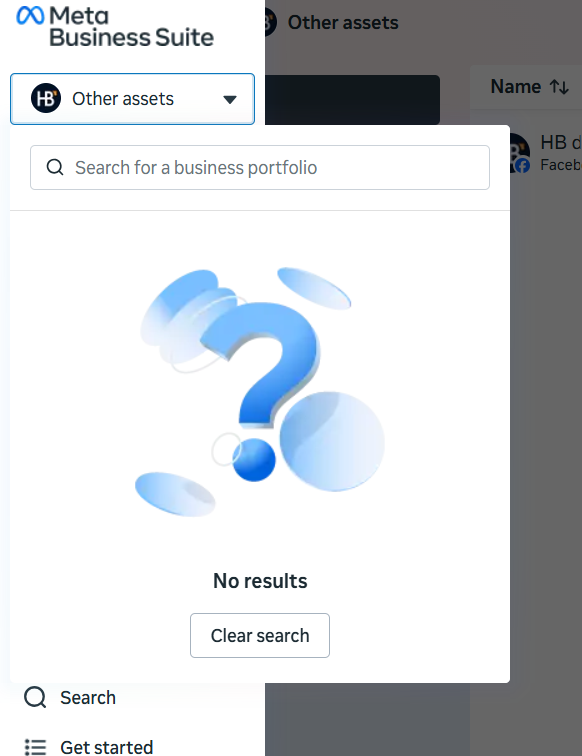 Meta
Business Suite
Other assets
Other assets
Name
Search for a business portfolio
HB
Faceb
No results
Clear search
Search
Get started